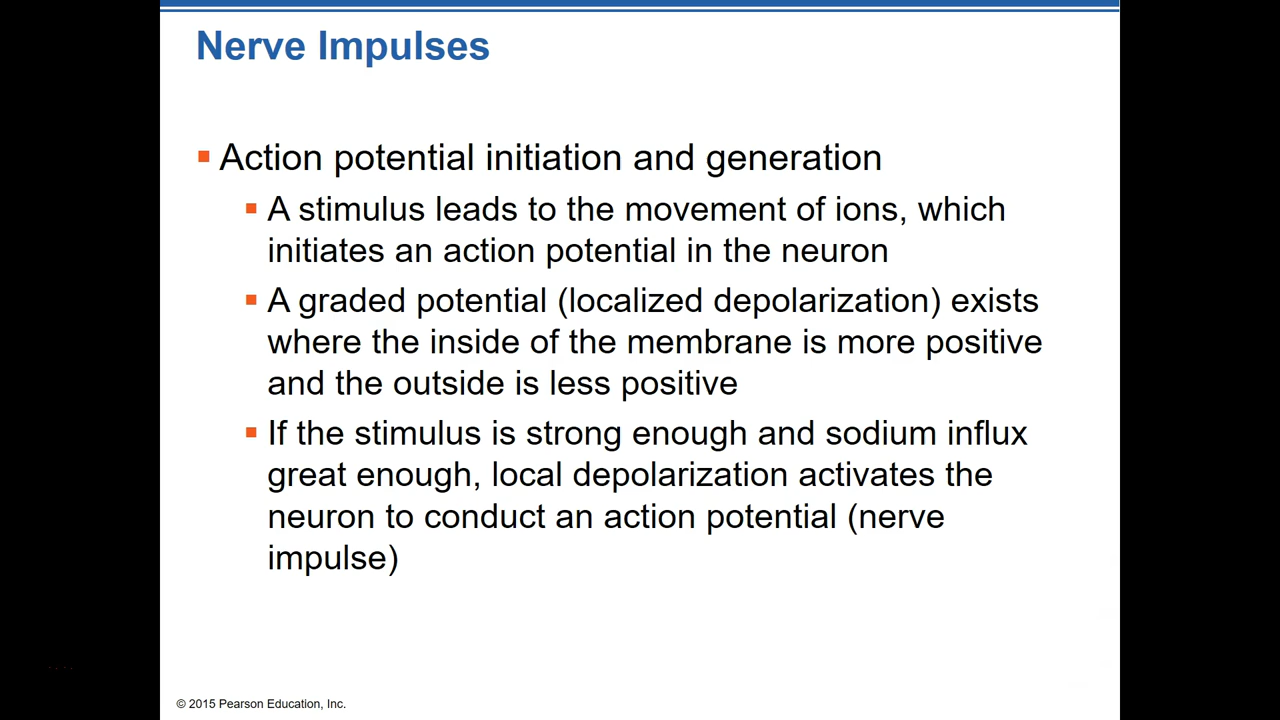 Nerve Impulses
Action potential initiation and generation
A stimulus leads to the movement of ions, which
initiates an action potential in the neuron
A graded potential (localized depolarization) exists
where the inside of the membrane is more positive
and the outside is less positive
If the stimulus is strong enough and sodium influx
great enough, local depolarization activates the
neuron to conduct an action potential (nerve
impulse)
© 2015 Pearson Education, Inc.